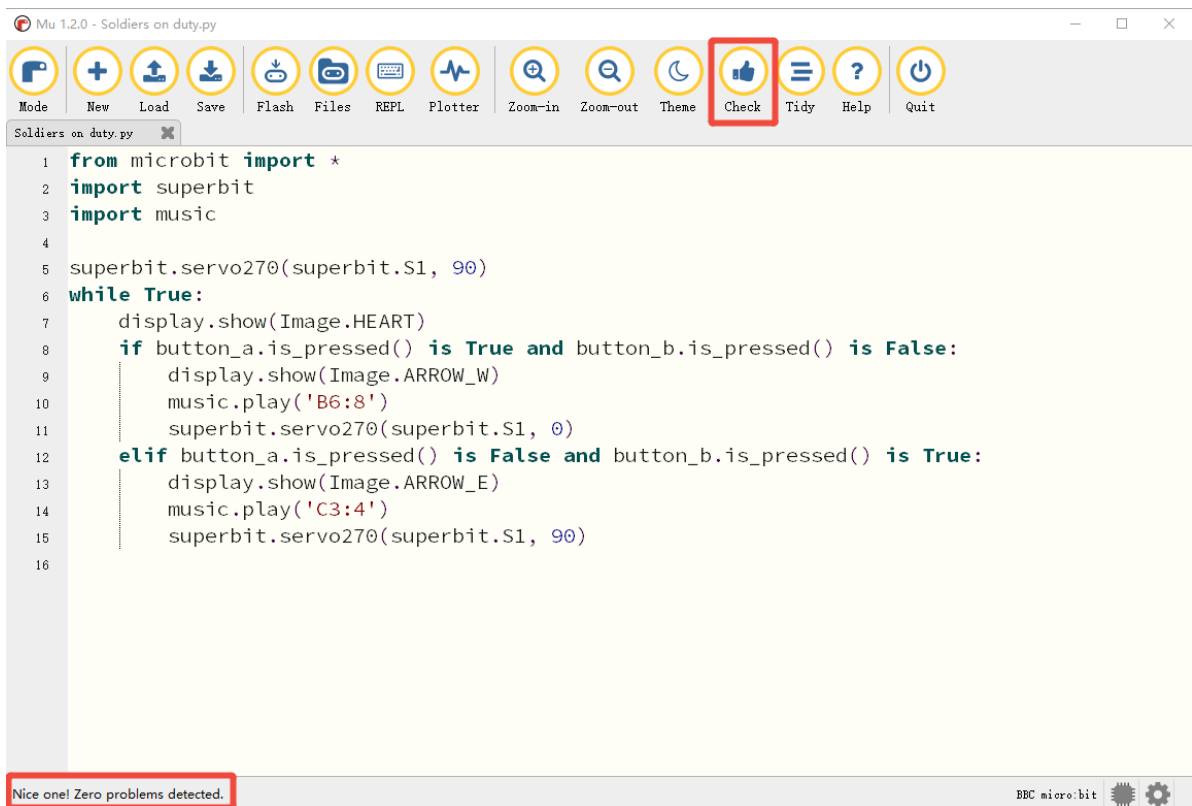 Mu 1.2.0 - Soldiers on duty.py
Mode New Load Save Flash Files REPL Plotter Zoom-in Zoom-out Theme Check Tidy Help Quit
Soldiers on duty.py
1 from microbit import *
2 import superbit
3 import music
4
5 superbit.servo270(superbit.S1, 90)
6 while True:
7     display.show(Image.HEART)
8     if button_a.is_pressed() is True and button_b.is_pressed() is False:
9         display.show(Image.ARROW_W)
10         music.play('B6:8')
11         superbit.servo270(superbit.S1, 0)
12     elif button_a.is_pressed() is False and button_b.is_pressed() is True:
13         display.show(Image.ARROW_E)
14         music.play('C3:4')
15         superbit.servo270(superbit.S1, 90)
16
Nice one! Zero problems detected.
BBC micro:bit